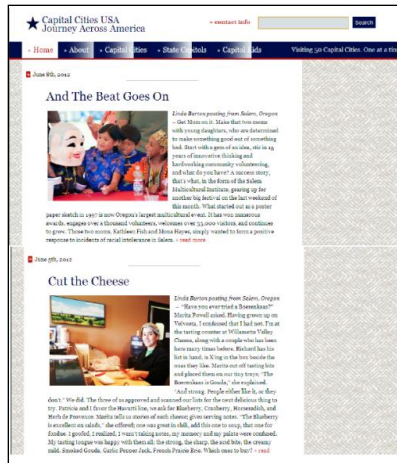 Capital Cities USA
Journey Across America
» contact info
Search
» Home » About » Capital Cities » State Capitols » Capitol Kids
Visiting 50 Capital Cities. One at a tim
June 8th, 2012
And The Beat Goes On
Linda Burton posting from Salem, Oregon
– Get Mom on it. Make that two moms
with young daughters, who are determined
to make something good out of something
bad. Start with a gem of an idea, stir in 15
years of innovative thinking and
hardworking community volunteering,
and what do you have? A success story,
that's what, in the form of the Salem
Multicultural Institute, gearing up for
another big festival on the last weekend of
this month. What started out as a poster
paper sketch in 1997 is now Oregon's largest multicultural event. It has won numerous
awards, engages over a thousand volunteers, welcomes over 35,000 visitors, and continues
to grow. Those two moms, Kathleen Fish and Mona Hayes, simply wanted to form a positive
response to incidents of racial intolerance in Salem. » read more
June 5th, 2012
Cut the Cheese
Linda Burton posting from Salem, Oregon
– "Have you ever tried a Boerenkaas?"
Marita Powell asked. Having grown up on
Velveeta, I confessed that I had not. I'm at
the tasting counter at Willamette Valley
Cheese, along with a couple who has been
here many times before. Richard has his
list in hand, is X'ing in the box beside the
ones they like. Marita cut off tasting bits
and placed them on our tiny trays. "The
Boerenkaas is Gouda," she explained.
"And strong. People either like it, or they
don't." We did. The three of us approved and scanned our lists for the next delicious thing to
try. Patricia and I favor the Havarti line, we ask for Blueberry, Cranberry, Horseradish, and
Herb de Provence. Marita tells us stories of each cheese; gives serving notes. "The Blueberry
is excellent on salads," she offered; one was great in chili, add this one to soup, that one for
fondue. I goofed, I realized, I wasn't taking notes, my memory and my palate were confused.
My tasting tongue was happy with them all; the strong, the sharp, the acid bite, the creamy
mild. Smoked Gouda, Garlic Pepper Jack, French Prairie Brie. Which ones to buy? » read